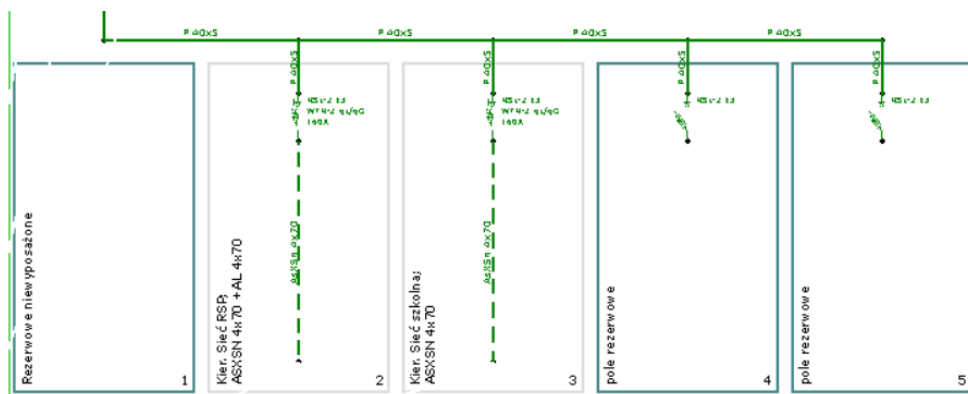 P 40x5
P 40x5
P 40x5
P 40x5
P 40x5
P 40x5
P 40x5
P 40x5
160A
AsXSn 4x70
AsXSn 4x70
Rezerwowe niewyposażone
1
Kier. Sieć RSP;
ASXSN 4x70 + AL 4x70
2
Kier. Sieć szkolna;
ASXSN 4x70
3
pole rezerwowe
4
pole rezerwowe
5